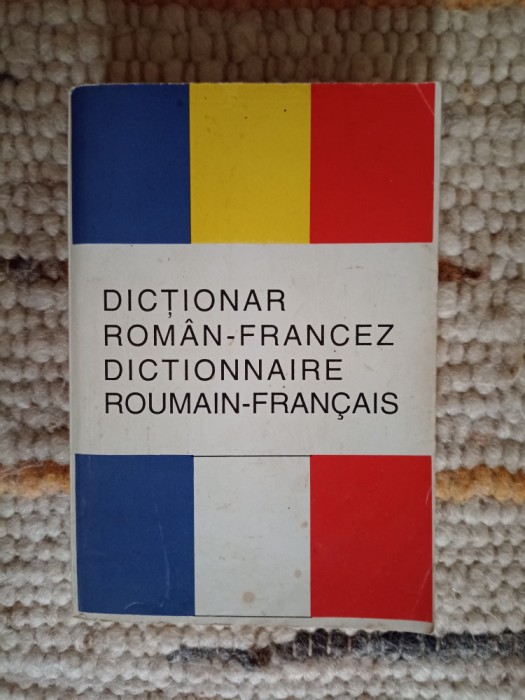 DICȚIONAR
ROMÂN-FRANCEZ
DICTIONNAIRE
ROUMAIN-FRANÇAIS